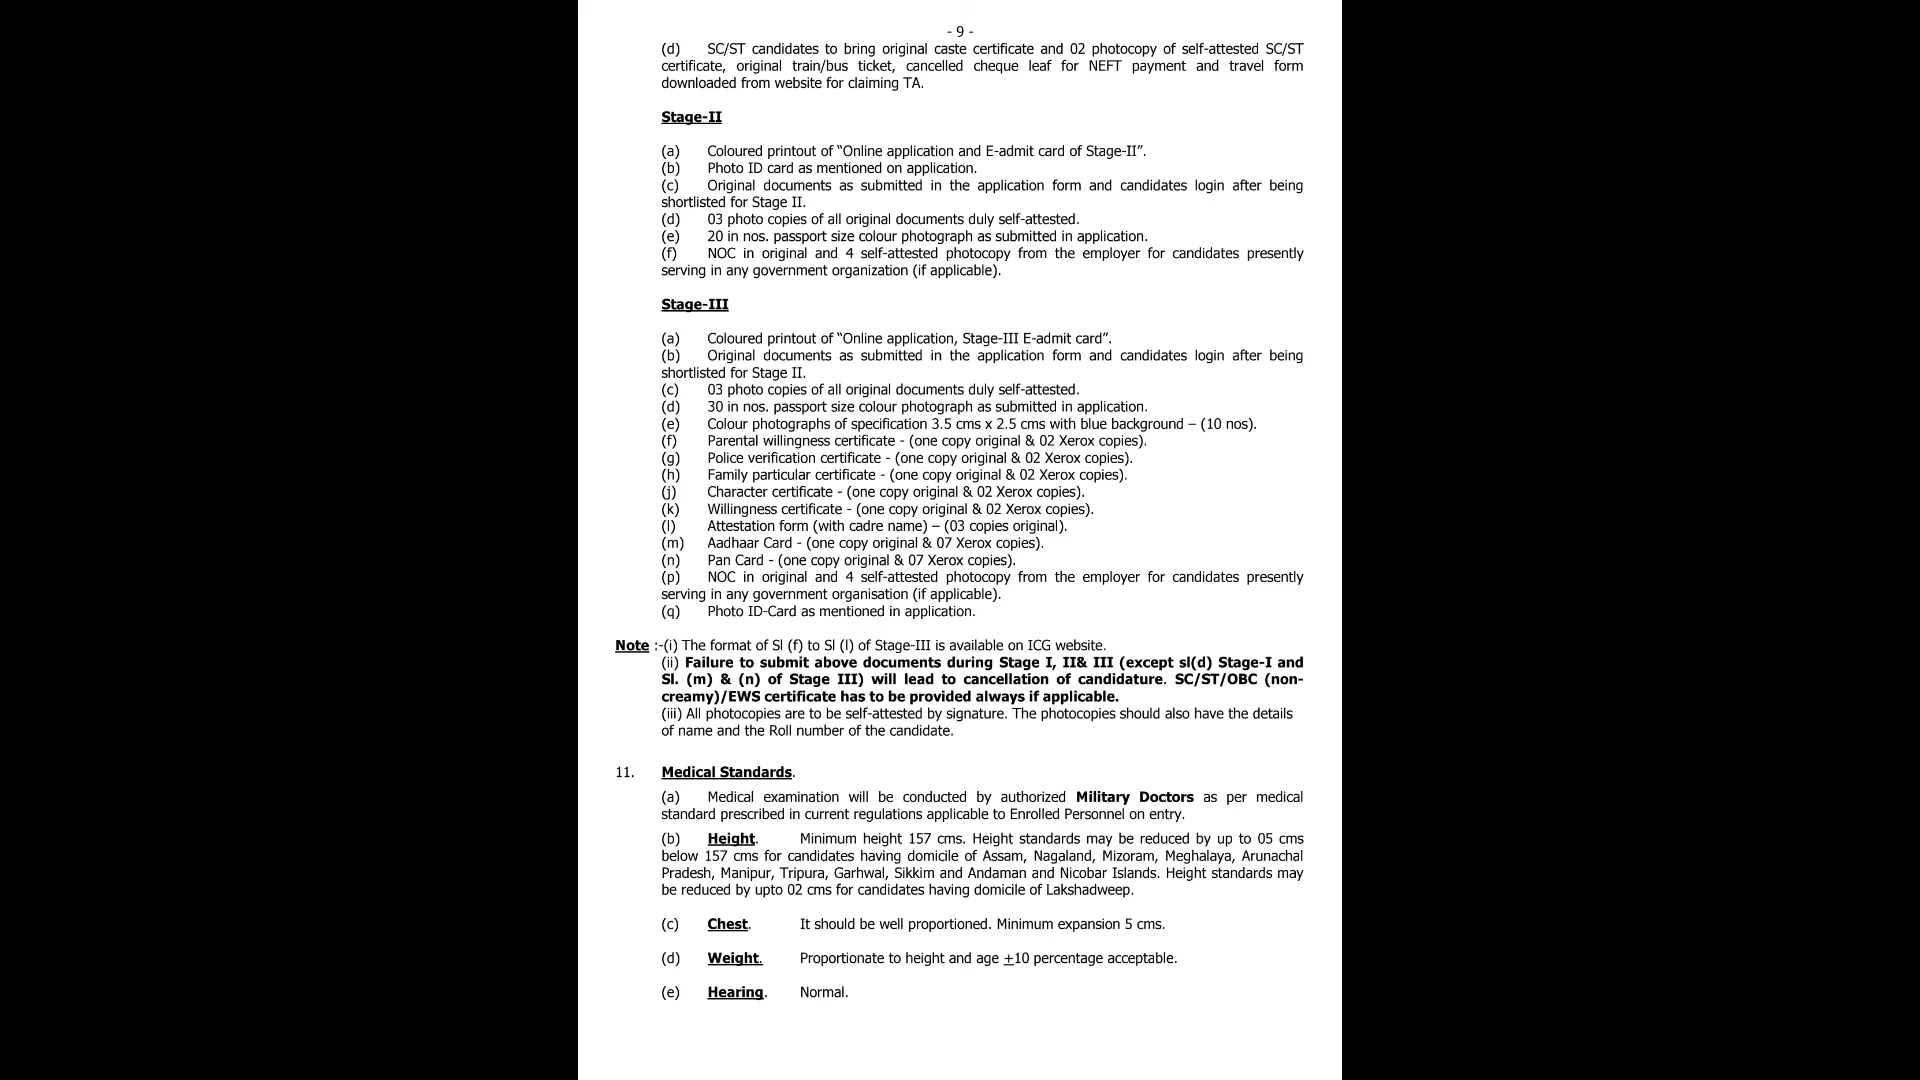 - 9 -
(d) SC/ST candidates to bring original caste certificate and 02 photocopy of self-attested SC/ST
certificate, original train/bus ticket, cancelled cheque leaf for NEFT payment and travel form
downloaded from website for claiming TA.
Stage-II
(a) Coloured printout of “Online application and E-admit card of Stage-II”.
(b) Photo ID card as mentioned on application.
(c) Original documents as submitted in the application form and candidates login after being
shortlisted for Stage II.
(d) 03 photo copies of all original documents duly self-attested.
(e) 20 in nos. passport size colour photograph as submitted in application.
(f) NOC in original and 4 self-attested photocopy from the employer for candidates presently
serving in any government organization (if applicable).
Stage-III
(a) Coloured printout of “Online application, Stage-III E-admit card”.
(b) Original documents as submitted in the application form and candidates login after being
shortlisted for Stage II.
(c) 03 photo copies of all original documents duly self-attested.
(d) 30 in nos. passport size colour photograph as submitted in application.
(e) Colour photographs of specification 3.5 cms x 2.5 cms with blue background – (10 nos).
(f) Parental willingness certificate - (one copy original & 02 Xerox copies).
(g) Police verification certificate - (one copy original & 02 Xerox copies).
(h) Family particular certificate - (one copy original & 02 Xerox copies).
(j) Character certificate - (one copy original & 02 Xerox copies).
(k) Willingness certificate - (one copy original & 02 Xerox copies).
(l) Attestation form (with cadre name) – (03 copies original).
(m) Aadhaar Card - (one copy original & 07 Xerox copies).
(n) Pan Card - (one copy original & 07 Xerox copies).
(p) NOC in original and 4 self-attested photocopy from the employer for candidates presently
serving in any government organisation (if applicable).
(q) Photo ID-Card as mentioned in application.
Note :-(i) The format of Sl (f) to Sl (l) of Stage-III is available on ICG website.
(ii) Failure to submit above documents during Stage I, II& III (except sl(d) Stage-I and
Sl. (m) & (n) of Stage III) will lead to cancellation of candidature. SC/ST/OBC (non-
creamy)/EWS certificate has to be provided always if applicable.
(iii) All photocopies are to be self-attested by signature. The photocopies should also have the details
of name and the Roll number of the candidate.
11. Medical Standards.
(a) Medical examination will be conducted by authorized Military Doctors as per medical
standard prescribed in current regulations applicable to Enrolled Personnel on entry.
(b) Height. Minimum height 157 cms. Height standards may be reduced by up to 05 cms
below 157 cms for candidates having domicile of Assam, Nagaland, Mizoram, Meghalaya, Arunachal
Pradesh, Manipur, Tripura, Garhwal, Sikkim and Andaman and Nicobar Islands. Height standards may
be reduced by upto 02 cms for candidates having domicile of Lakshadweep.
(c) Chest. It should be well proportioned. Minimum expansion 5 cms.
(d) Weight. Proportionate to height and age ±10 percentage acceptable.
(e) Hearing. Normal.